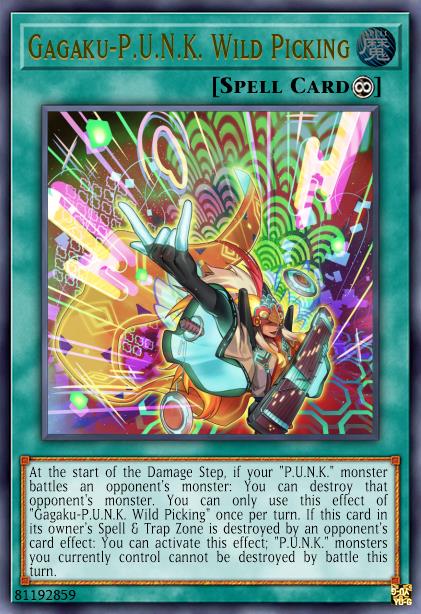 Gagaku-P.U.N.K. Wild Picking
魔
[Spell Card]
At the start of the Damage Step, if your "P.U.N.K." monster
battles an opponent's monster: You can destroy that
opponent's monster. You can only use this effect of
"Gagaku-P.U.N.K. Wild Picking" once per turn. If this card in
its owner's Spell & Trap Zone is destroyed by an opponent's
card effect: You can activate this effect; "P.U.N.K." monsters
you currently control cannot be destroyed by battle this
turn.
81192859